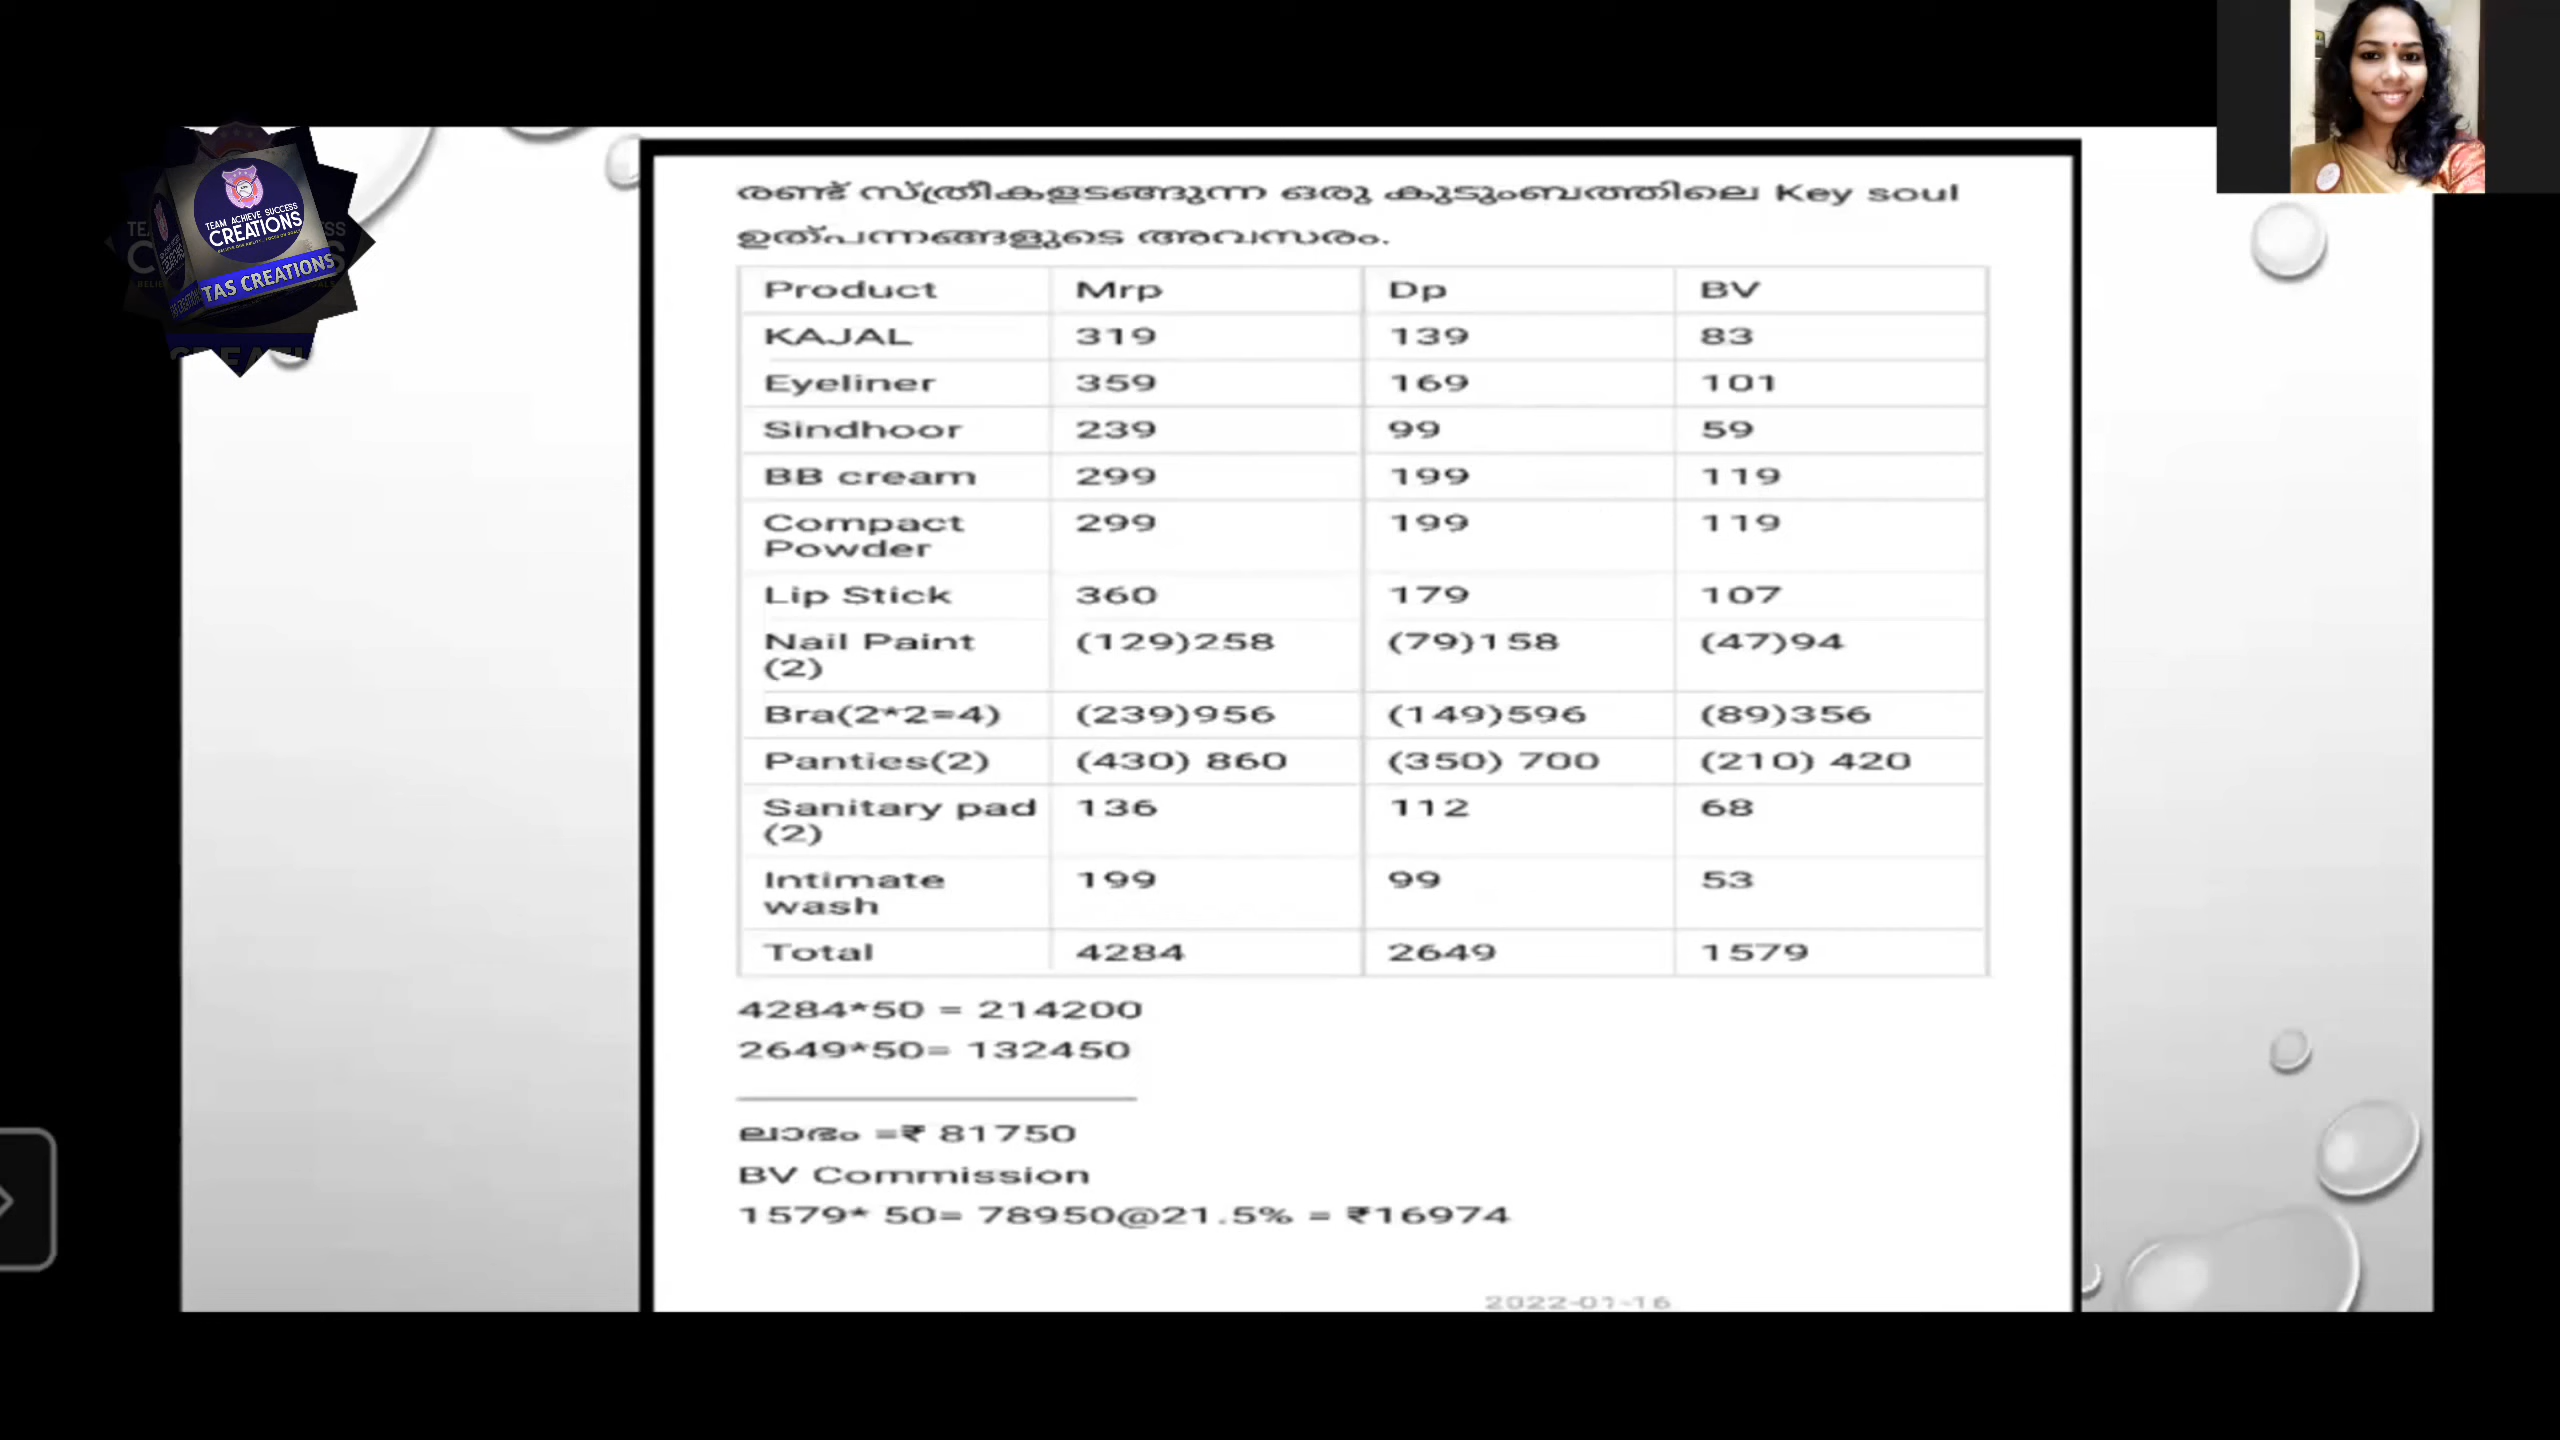 TEAM ACHIEVE SUCCESS
CREATIONS
TAS CREATIONS
രണ്ട് സ്ത്രീകളടങ്ങുന്ന ഒരു കുടുംബത്തിലെ Key soul
ഉത്പന്നങ്ങളുടെ അവസരം.
Product Mrp Dp BV
KAJAL 319 139 83
Eyeliner 359 169 101
Sindhoor 239 99 59
BB cream 299 199 119
Compact 299 199 119
Powder
Lip Stick 360 179 107
Nail Paint (129)258 (79)158 (47)94
(2)
Bra(2*2=4) (239)956 (149)596 (89)356
Panties(2) (430) 860 (350) 700 (210) 420
Sanitary pad 136 112 68
(2)
Intimate 199 99 53
wash
Total 4284 2649 1579
4284*50 = 214200
2649*50= 132450
ലാഭം =₹ 81750
BV Commission
1579* 50= 78950@21.5% = ₹16974
2022-01-16